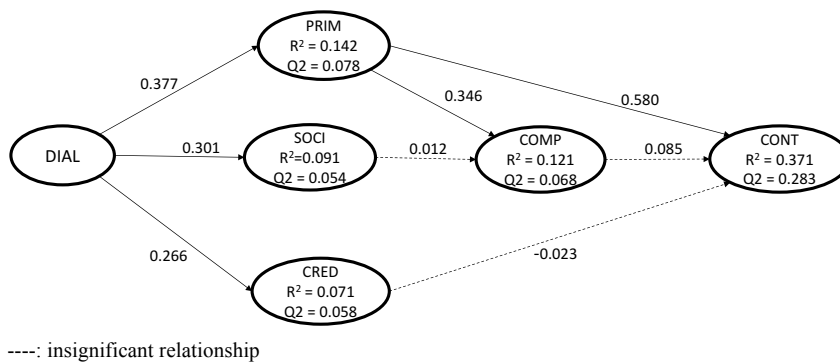 PRIM
R² = 0.142
Q2 = 0.078
0.377
0.346
0.580
DIAL
0.301
SOCI
R²=0.091
Q2 = 0.054
0.012
COMP
R² = 0.121
Q2 = 0.068
0.085
CONT
R² = 0.371
Q2 = 0.283
0.266
CRED
R² = 0.071
Q2 = 0.058
-0.023
----: insignificant relationship